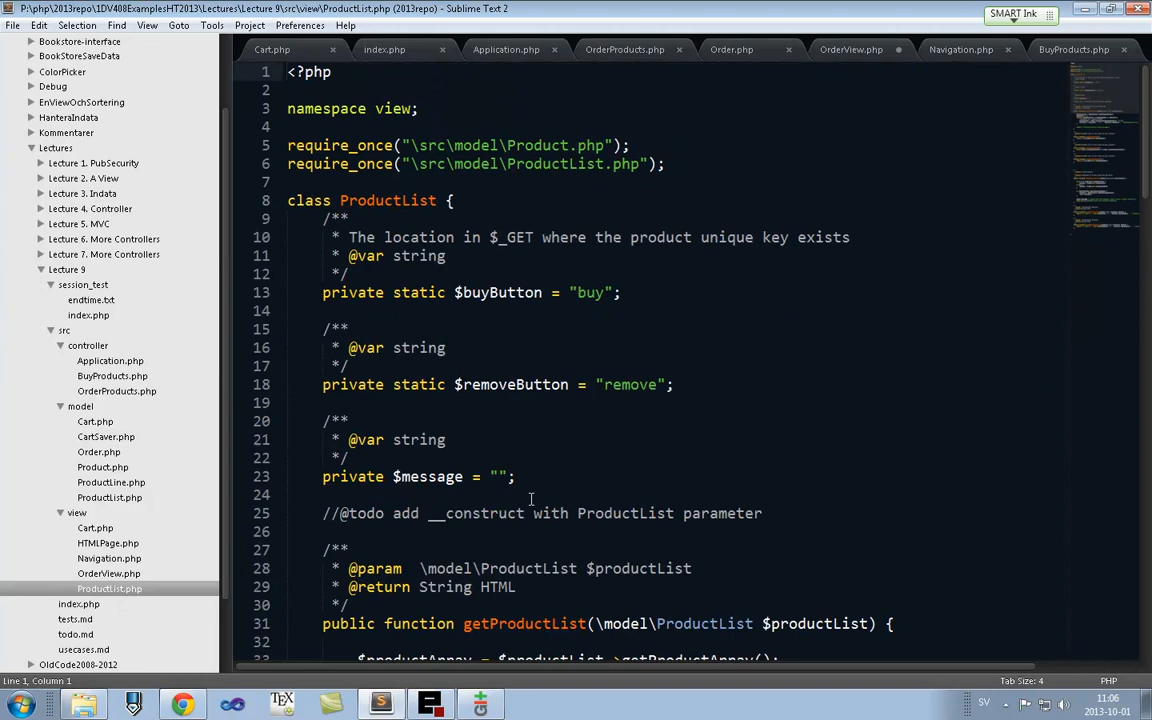 P:\php\2013repo\1DV408ExamplesHT2013\Lectures\Lecture 9\src\view\ProductList.php (2013repo) - Sublime Text 2
SMART Ink
File Edit Selection Find View Goto Tools Project Preferences Help
Bookstore-interface
BookStoreSaveData
ColorPicker
Debug
EnViewOchSortering
HanteraIndata
Kommentarer
Lectures
Lecture 1. PubSecurity
Lecture 2. A View
Lecture 3. Indata
Lecture 4. Controller
Lecture 5. MVC
Lecture 6. More Controllers
Lecture 7. More Controllers
Lecture 9
session_test
endtime.txt
index.php
src
controller
Application.php
BuyProducts.php
OrderProducts.php
model
Cart.php
CartSaver.php
Order.php
Product.php
ProductLine.php
ProductList.php
view
Cart.php
HTMLPage.php
Navigation.php
OrderView.php
ProductList.php
index.php
tests.md
todo.md
usecases.md
OldCode2008-2012
Cart.php index.php Application.php OrderProducts.php Order.php OrderView.php Navigation.php BuyProducts.php
1 <?php
2
3 namespace view;
4
5 require_once("\src\model\Product.php");
6 require_once("\src\model\ProductList.php");
7
8 class ProductList {
9 /**
10 * The location in $_GET where the product unique key exists
11 * @var string
12 */
13 private static $buyButton = "buy";
14
15 /**
16 * @var string
17 */
18 private static $removeButton = "remove";
19
20 /**
21 * @var string
22 */
23 private $message = "";
24
25 //@todo add __construct with ProductList parameter
26
27 /**
28 * @param \model\ProductList $productList
29 * @return String HTML
30 */
31 public function getProductList(\model\ProductList $productList) {
32
33 $productArray = $productList->getProductArray();
Line 1, Column 1 Tab Size: 4 PHP
SV 11:06
2013-10-01